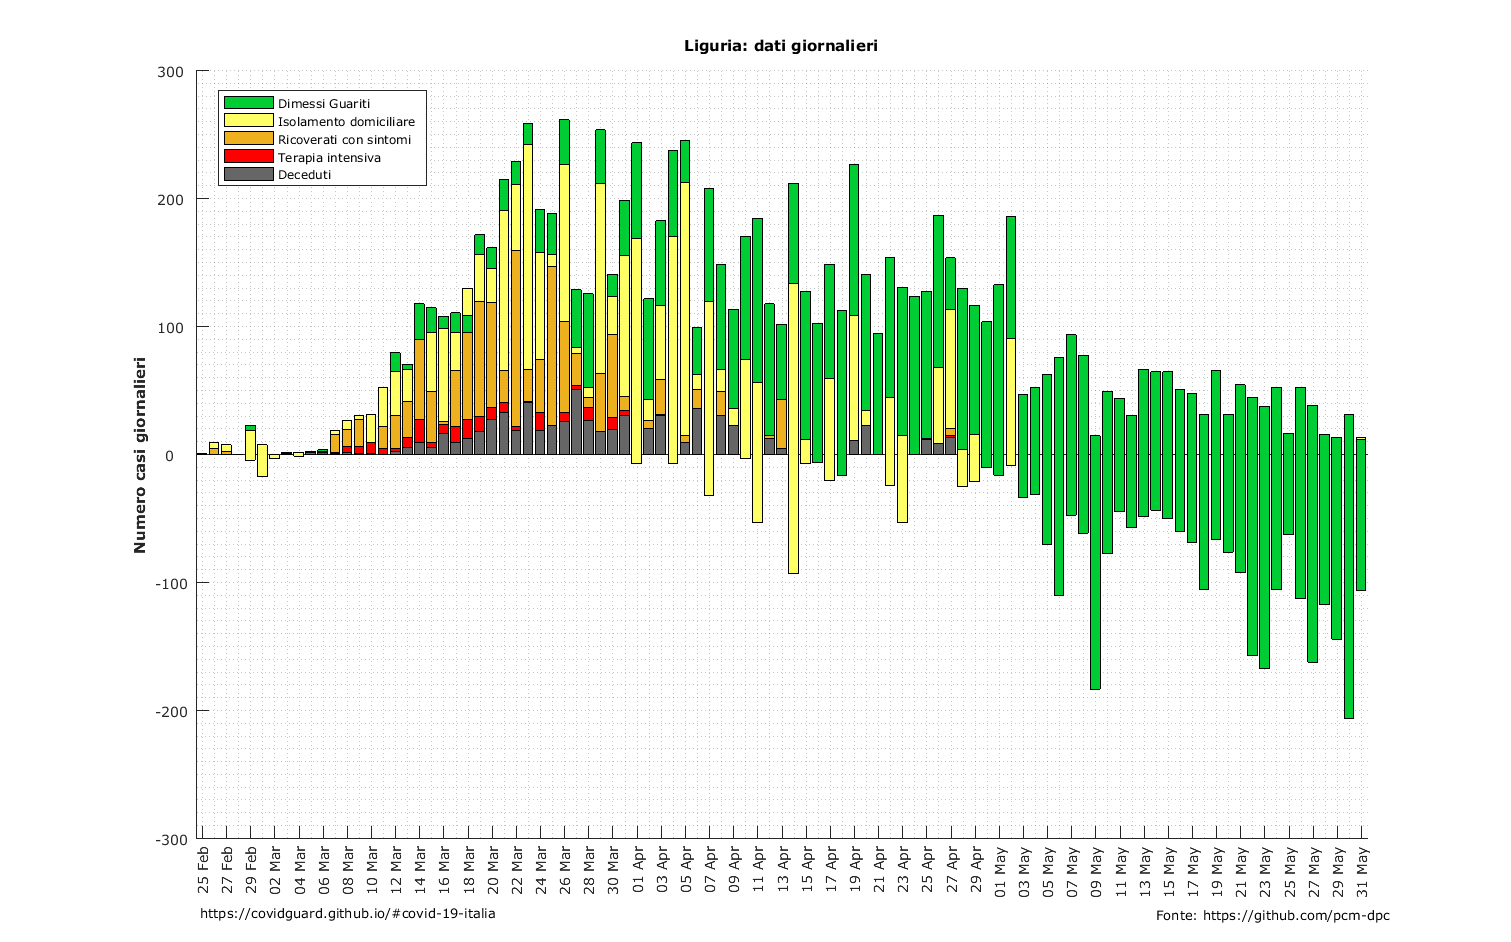 Liguria: dati giornalieri
Dimessi Guariti
Isolamento domiciliare
Ricoverati con sintomi
Terapia intensiva
Deceduti
Numero casi giornalieri
300
200
100
0
-100
-200
-300
25 Feb
27 Feb
29 Feb
02 Mar
04 Mar
06 Mar
08 Mar
10 Mar
12 Mar
14 Mar
16 Mar
18 Mar
20 Mar
22 Mar
24 Mar
26 Mar
28 Mar
30 Mar
01 Apr
03 Apr
05 Apr
07 Apr
09 Apr
11 Apr
13 Apr
15 Apr
17 Apr
19 Apr
21 Apr
23 Apr
25 Apr
27 Apr
29 Apr
01 May
03 May
05 May
07 May
09 May
11 May
13 May
15 May
17 May
19 May
21 May
23 May
25 May
27 May
29 May
31 May
https://covidguard.github.io/#covid-19-italia
Fonte: https://github.com/pcm-dpc